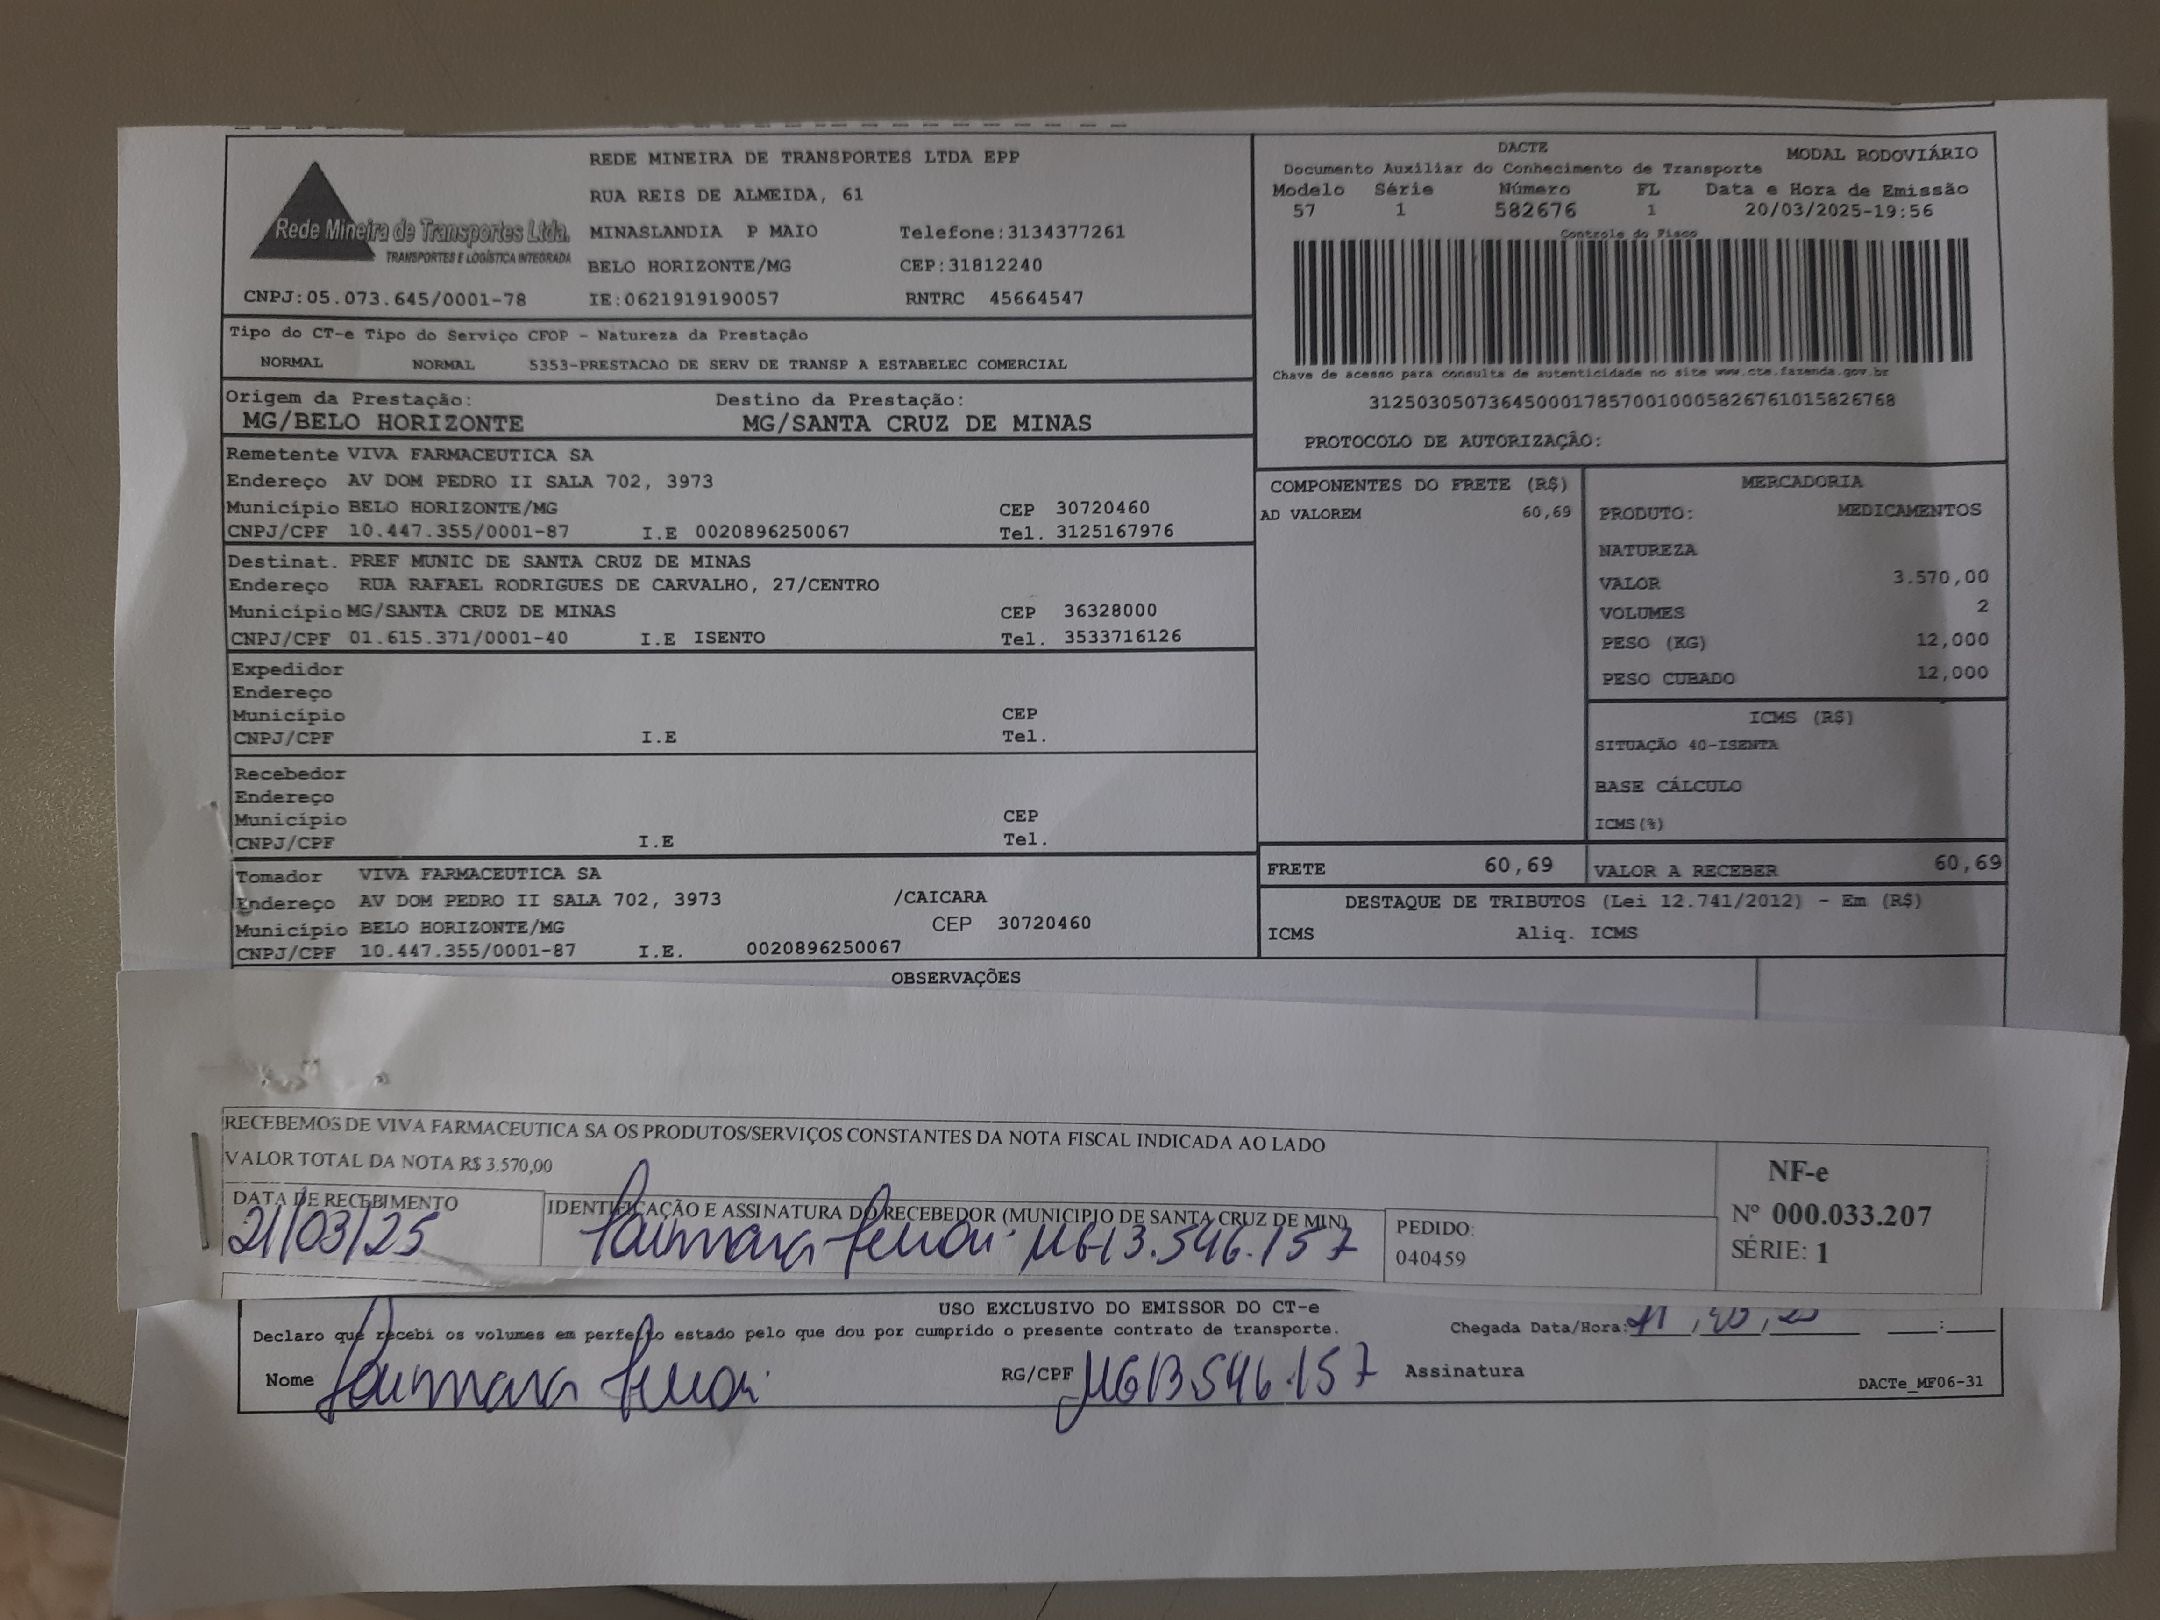 REDE MINEIRA DE TRANSPORTES LTDA EPP
RUA REIS DE ALMEIDA, 61
Rede Mineira de Transportes Ltda.
TRANSPORTES E LOGÍSTICA INTEGRADA
MINASLANDIA P MAIO Telefone:3134377261
BELO HORIZONTE/MG CEP:31812240
CNPJ:05.073.645/0001-78 IE:0621919190057 RNTRC 45664547
DACTE
Documento Auxiliar do Conhecimento de Transporte MODAL RODOVIÁRIO
Modelo Série Número FL Data e Hora de Emissão
57 1 582676 1 20/03/2025-19:56
Controle do Fisco
Chave de acesso para consulta de autenticidade no site www.cte.fazenda.gov.br
31250305073645000178570010005826761015826768
PROTOCOLO DE AUTORIZAÇÃO:
Tipo do CT-e Tipo do Serviço CFOP - Natureza da Prestação
NORMAL NORMAL 5353-PRESTACAO DE SERV DE TRANSP A ESTABELEC COMERCIAL
Origem da Prestação: Destino da Prestação:
MG/BELO HORIZONTE MG/SANTA CRUZ DE MINAS
Remetente VIVA FARMACEUTICA SA
Endereço AV DOM PEDRO II SALA 702, 3973
Município BELO HORIZONTE/MG CEP 30720460
CNPJ/CPF 10.447.355/0001-87 I.E 0020896250067 Tel. 3125167976
Destinat. PREF MUNIC DE SANTA CRUZ DE MINAS
Endereço RUA RAFAEL RODRIGUES DE CARVALHO, 27/CENTRO
Município MG/SANTA CRUZ DE MINAS CEP 36328000
CNPJ/CPF 01.615.371/0001-40 I.E ISENTO Tel. 3533716126
Expedidor
Endereço
Município CEP
CNPJ/CPF I.E Tel.
Recebedor
Endereço
Município CEP
CNPJ/CPF I.E Tel.
Tomador VIVA FARMACEUTICA SA
Endereço AV DOM PEDRO II SALA 702, 3973 /CAICARA
Município BELO HORIZONTE/MG CEP 30720460
CNPJ/CPF 10.447.355/0001-87 I.E. 0020896250067
COMPONENTES DO FRETE (R$)
AD VALOREM 60,69
MERCADORIA
PRODUTO: MEDICAMENTOS
NATUREZA
VALOR 3.570,00
VOLUMES 2
PESO (KG) 12,000
PESO CUBADO 12,000
ICMS (R$)
SITUAÇÃO 40-ISENTA
BASE CÁLCULO
ICMS(%)
FRETE 60,69 VALOR A RECEBER 60,69
DESTAQUE DE TRIBUTOS (Lei 12.741/2012) - Em (R$)
ICMS Aliq. ICMS
OBSERVAÇÕES
RECEBEMOS DE VIVA FARMACEUTICA SA OS PRODUTOS/SERVIÇOS CONSTANTES DA NOTA FISCAL INDICADA AO LADO
VALOR TOTAL DA NOTA R$ 3.570,00
DATA DE RECEBIMENTO IDENTIFICAÇÃO E ASSINATURA DO RECEBEDOR (MUNICIPIO DE SANTA CRUZ DE MIN)
21/03/25 MG13.546.157
PEDIDO:
040459
NF-e
Nº 000.033.207
SÉRIE: 1
USO EXCLUSIVO DO EMISSOR DO CT-e
Declaro que recebi os volumes em perfeito estado pelo que dou por cumprido o presente contrato de transporte. Chegada Data/Hora:
Nome RG/CPF MG13.546.157 Assinatura
DACTe_MF06-31